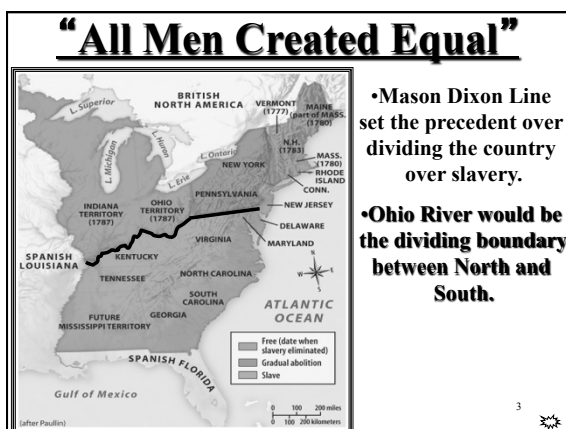 “All Men Created Equal”
BRITISH
NORTH AMERICA
L. Superior
L. Michigan
L. Huron
L. Ontario
L. Erie
VERMONT
(1777)
MAINE
(part of MASS.
(1780)
N.H.
(1783)
MASS.
(1780)
RHODE
ISLAND
CONN.
NEW YORK
PENNSYLVANIA
NEW JERSEY
INDIANA
TERRITORY
(1787)
OHIO
TERRITORY
(1787)
DELAWARE
MARYLAND
VIRGINIA
SPANISH
LOUISIANA
KENTUCKY
TENNESSEE
NORTH CAROLINA
SOUTH
CAROLINA
GEORGIA
FUTURE
MISSISSIPPI TERRITORY
ATLANTIC
OCEAN
N
E
S
W
SPANISH FLORIDA
Gulf of Mexico
Free (date when
slavery eliminated)
Gradual abolition
Slave
0 100 200 miles
0 100 200 kilometers
(after Paullin)
•Mason Dixon Line
set the precedent over
dividing the country
over slavery.
•Ohio River would be
the dividing boundary
between North and
South.
3